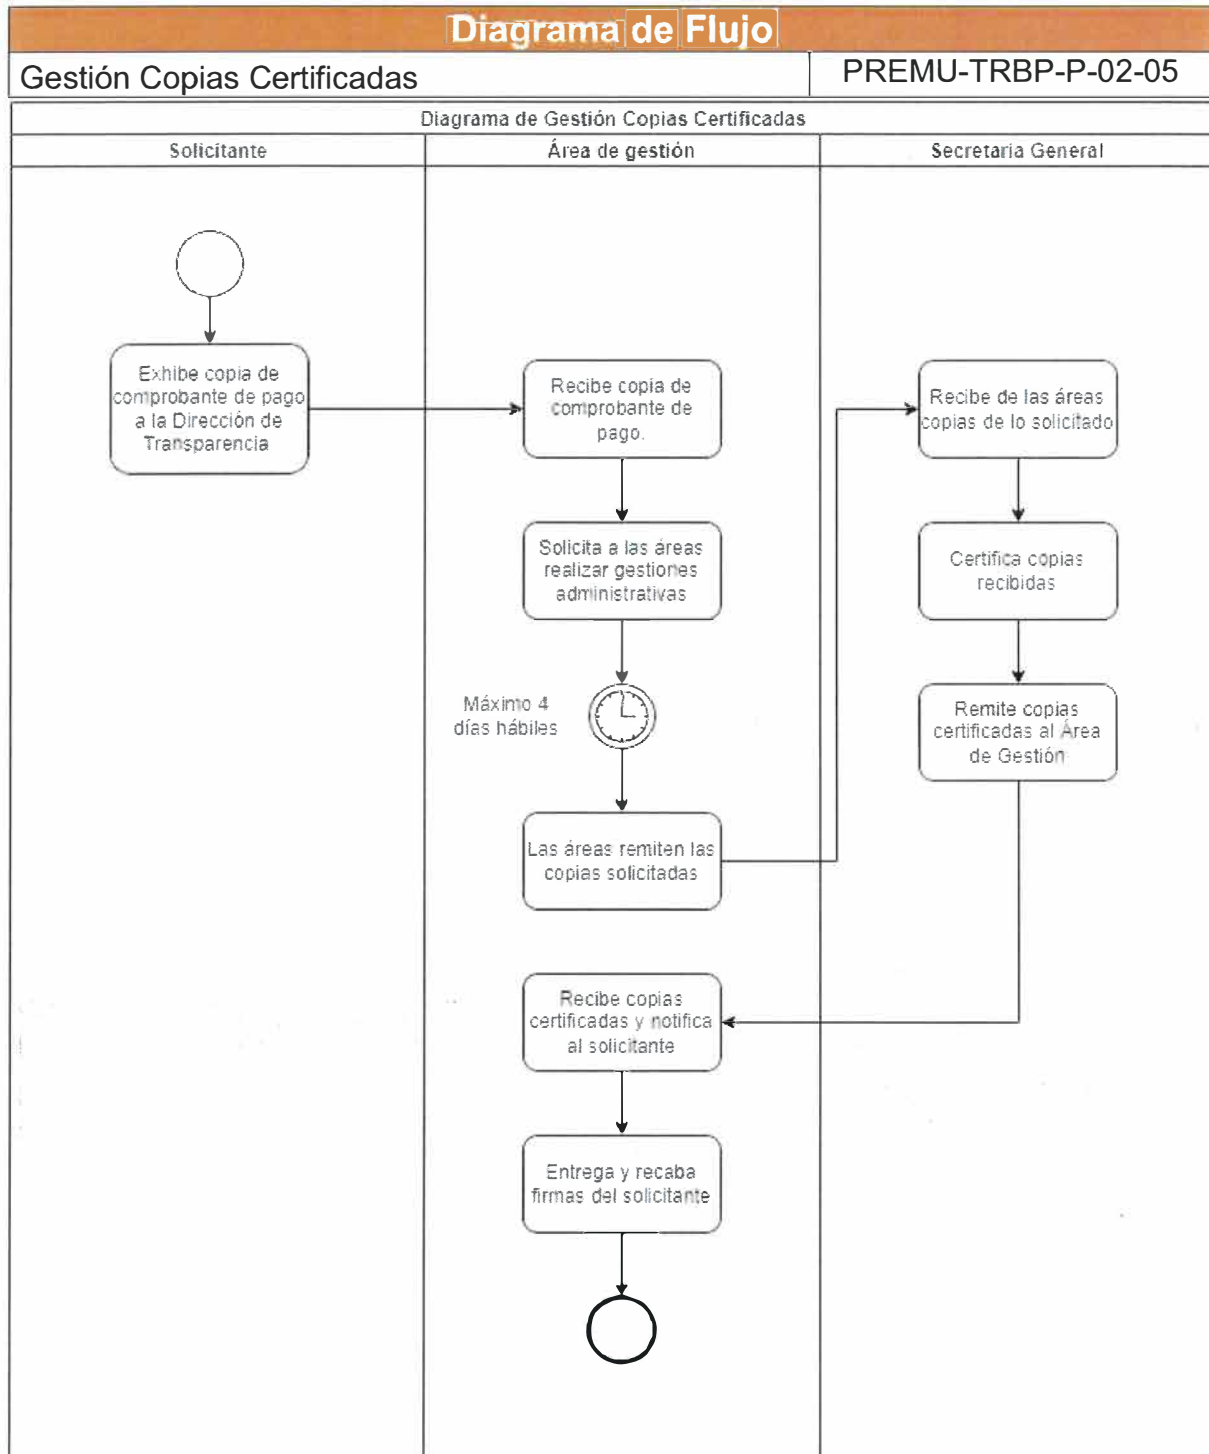 Diagrama de Flujo
Gestión Copias Certificadas
PREMU-TRBP-P-02-05
Diagrama de Gestión Copias Certificadas
Solicitante
Área de gestión
Secretaria General
Exhibe copia de
comprobante de pago
a la Dirección de
Transparencia
Recibe copia de
comprobante de
pago.
Solicita a las áreas
realizar gestiones
administrativas
Máximo 4
días hábiles
Las áreas remiten las
copias solicitadas
Recibe de las áreas
copias de lo solicitado
Certifica copias
recibidas
Remite copias
certificadas al Área
de Gestión
Recibe copias
certificadas y notifica
al solicitante
Entrega y recaba
firmas del solicitante